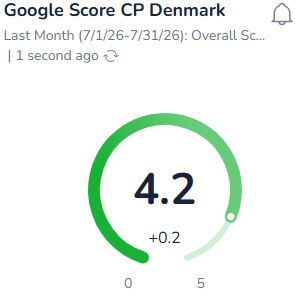 Google Score CP Denmark
Last Month (7/1/26-7/31/26): Overall Sc...
| 1 second ago
4.2
+0.2
0 5